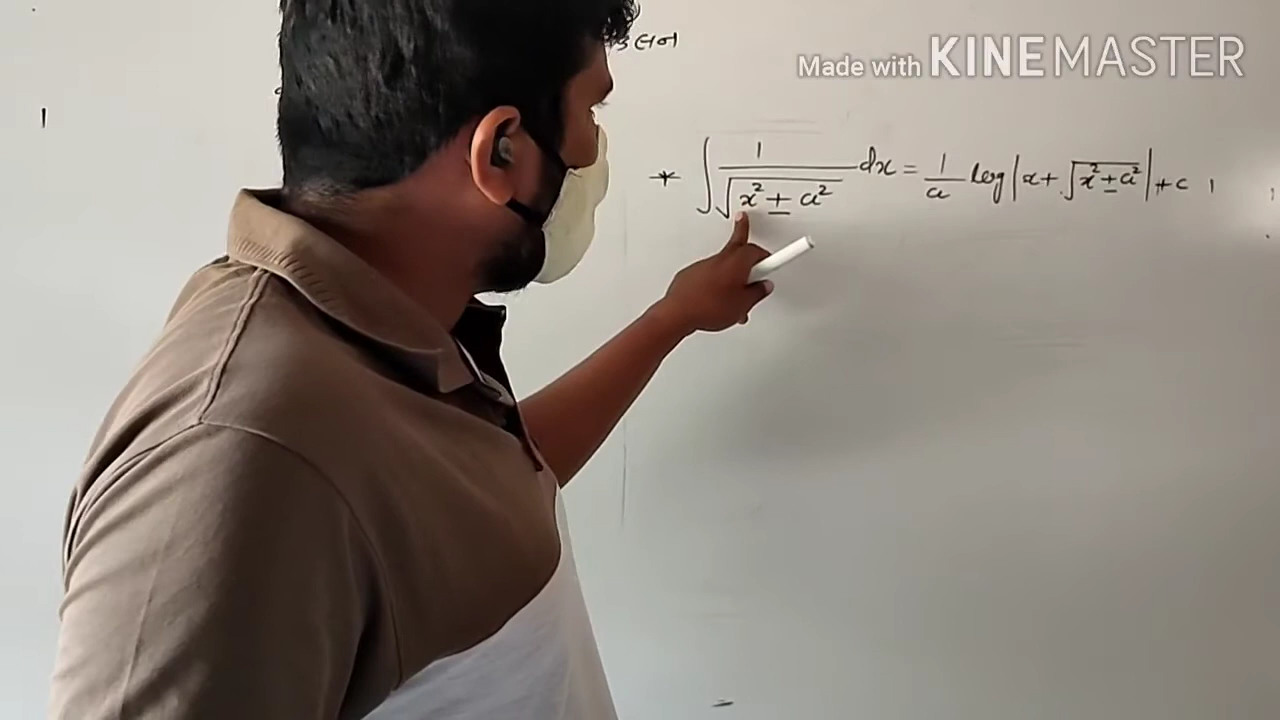 Made with KINEMASTER
* ∫ 1/√(x² ± a²) dx = 1/a log |x + √(x² ± a²)| + c